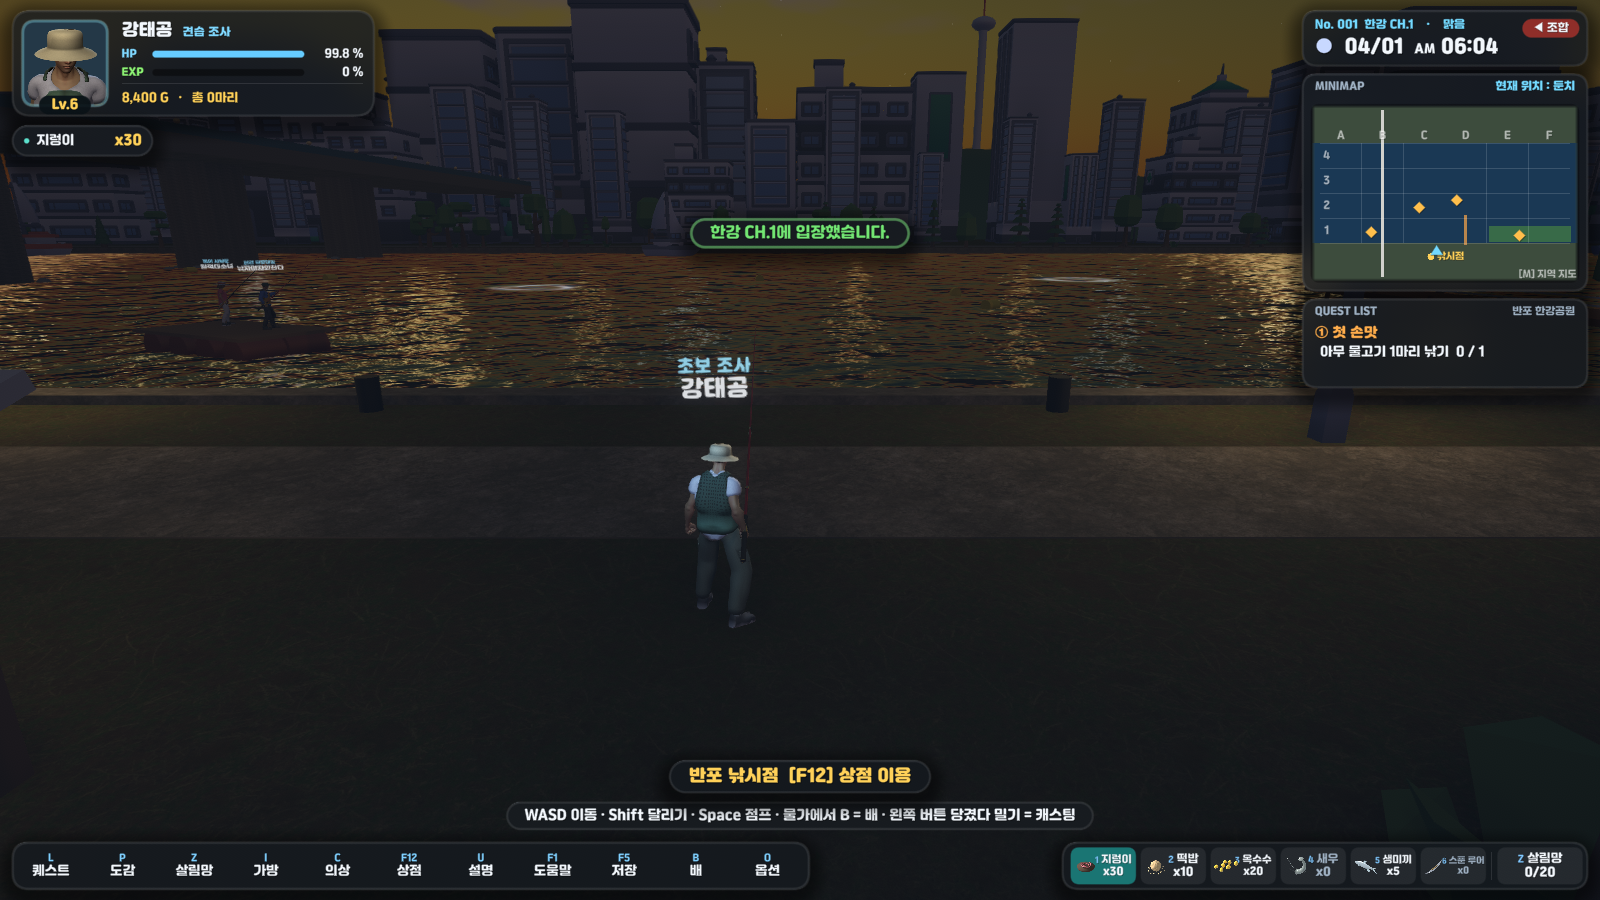 강태공 견습 조사
HP 99.8 %
EXP 0 %
Lv.6
8,400 G · 총 0마리
지렁이 x30
No. 001 한강 CH.1 · 맑음
◀ 조합
04/01 AM 06:04
MINIMAP 현재 위치 : 둔치
A B C D E F
4
3
2
1
낚시점
[M] 지역 지도
QUEST LIST 반포 한강공원
① 첫 손맛
아무 물고기 1마리 낚기 0 / 1
한강 CH.1에 입장했습니다.
초보 조사
강태공
반포 낚시점 [F12] 상점 이용
WASD 이동 · Shift 달리기 · Space 점프 · 물가에서 B = 배 · 왼쪽 버튼 당겼다 밀기 = 캐스팅
L 퀘스트
P 도감
Z 살림망
I 가방
C 의상
F12 상점
U 설명
F1 도움말
F5 저장
B 배
O 옵션
1 지렁이 x30
2 떡밥 x10
3 옥수수 x20
4 새우 x0
5 생미끼 x5
6 스푼 루어 x0
Z 살림망 0/20